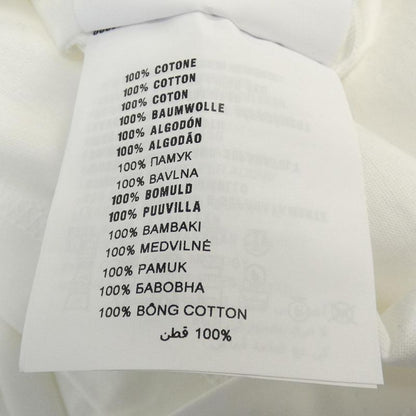 100% COTONE
100% COTTON
100% COTON
100% BAUMWOLLE
100% ALGODÓN
100% ALGODÃO
100% ПАМУК
100% BAVLNA
100% BOMULD
100% PUUVILLA
100% BAMBAKI
100% MEDVILNĖ
100% PAMUK
100% БАВОВНА
100% BÔNG COTTON
100% قطن